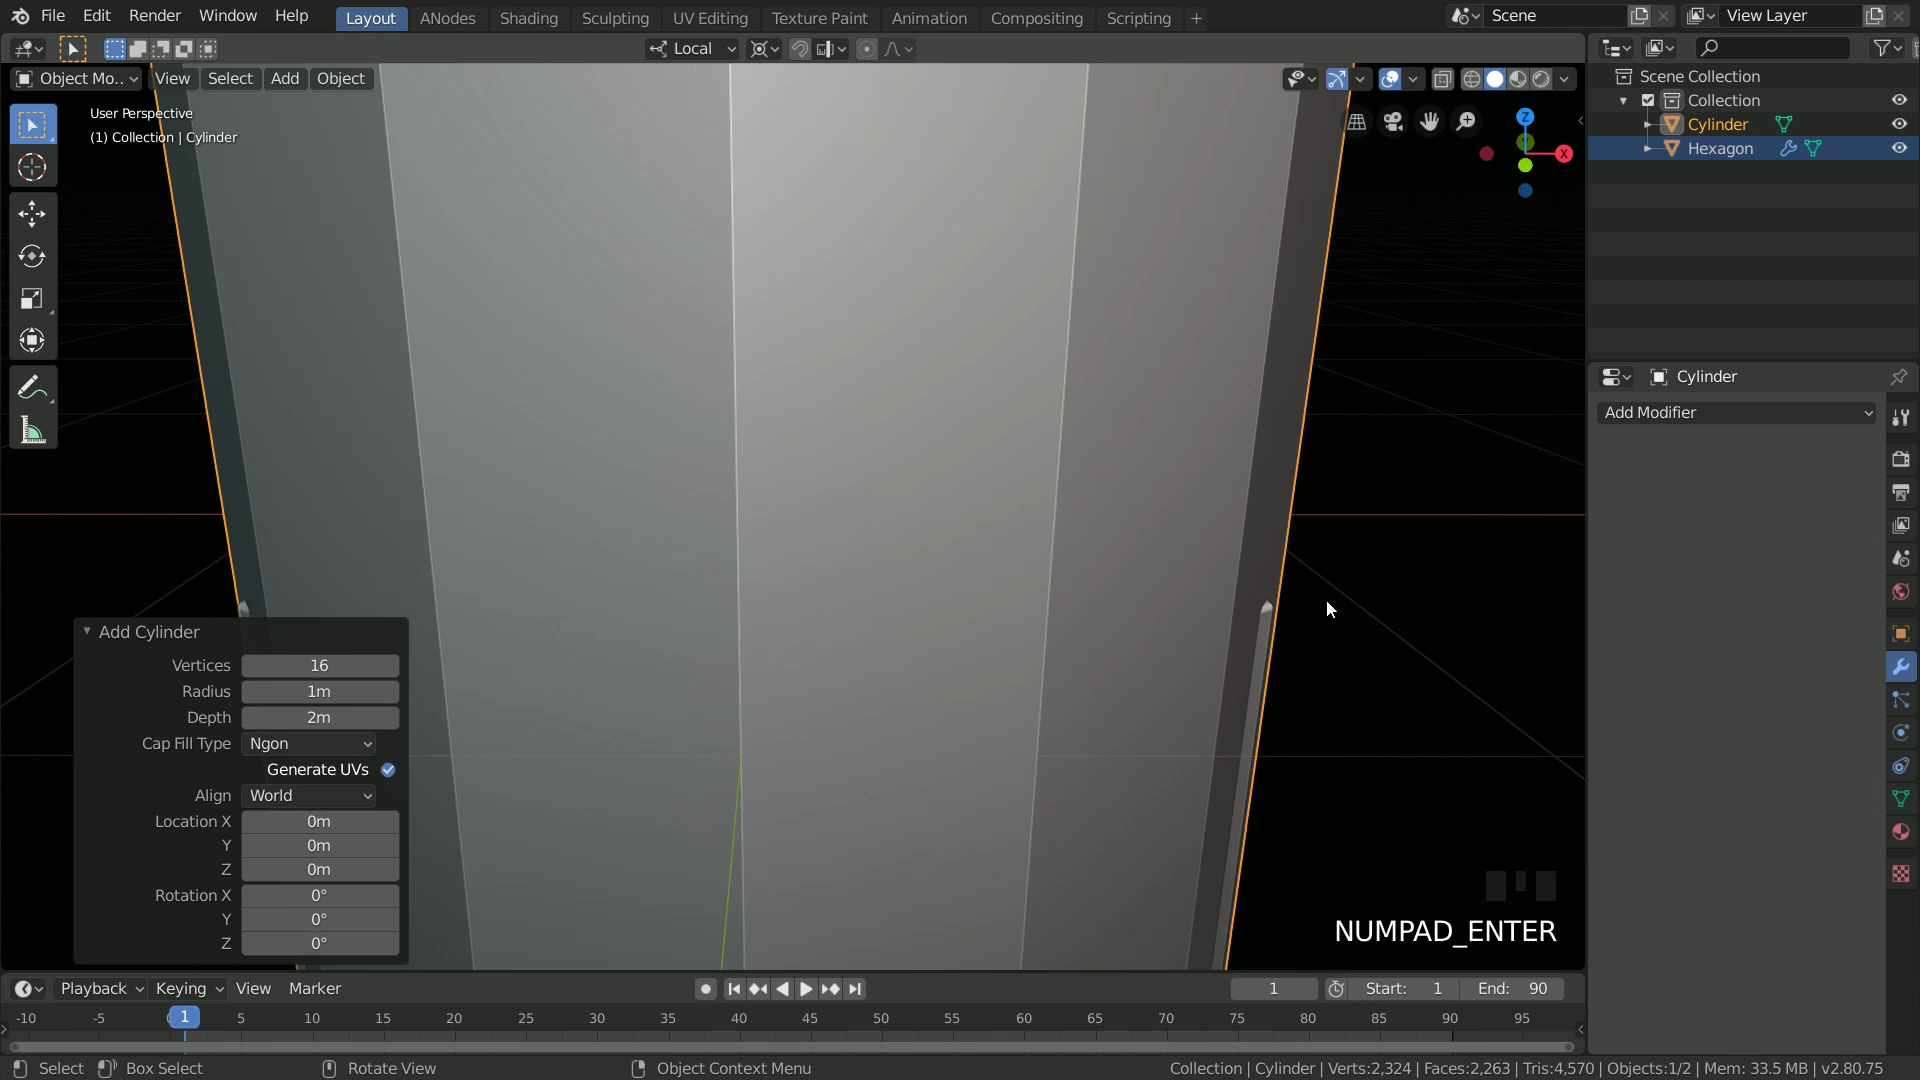 File Edit Render Window Help Layout ANodes Shading Sculpting UV Editing Texture Paint Animation Compositing Scripting + Scene View Layer
Local
Object Mo.. View Select Add Object
User Perspective
(1) Collection | Cylinder
Z
X
Scene Collection
Collection
Cylinder
Hexagon
Cylinder
Add Modifier
Add Cylinder
Vertices 16
Radius 1m
Depth 2m
Cap Fill Type Ngon
Generate UVs
Align World
Location X 0m
Y 0m
Z 0m
Rotation X 0°
Y 0°
Z 0°
NUMPAD_ENTER
Playback Keying View Marker 1 Start: 1 End: 90
-10 -5 1 5 10 15 20 25 30 35 40 45 50 55 60 65 70 75 80 85 90 95
Select Box Select Rotate View Object Context Menu Collection | Cylinder | Verts:2,324 | Faces:2,263 | Tris:4,570 | Objects:1/2 | Mem: 33.5 MB | v2.80.75